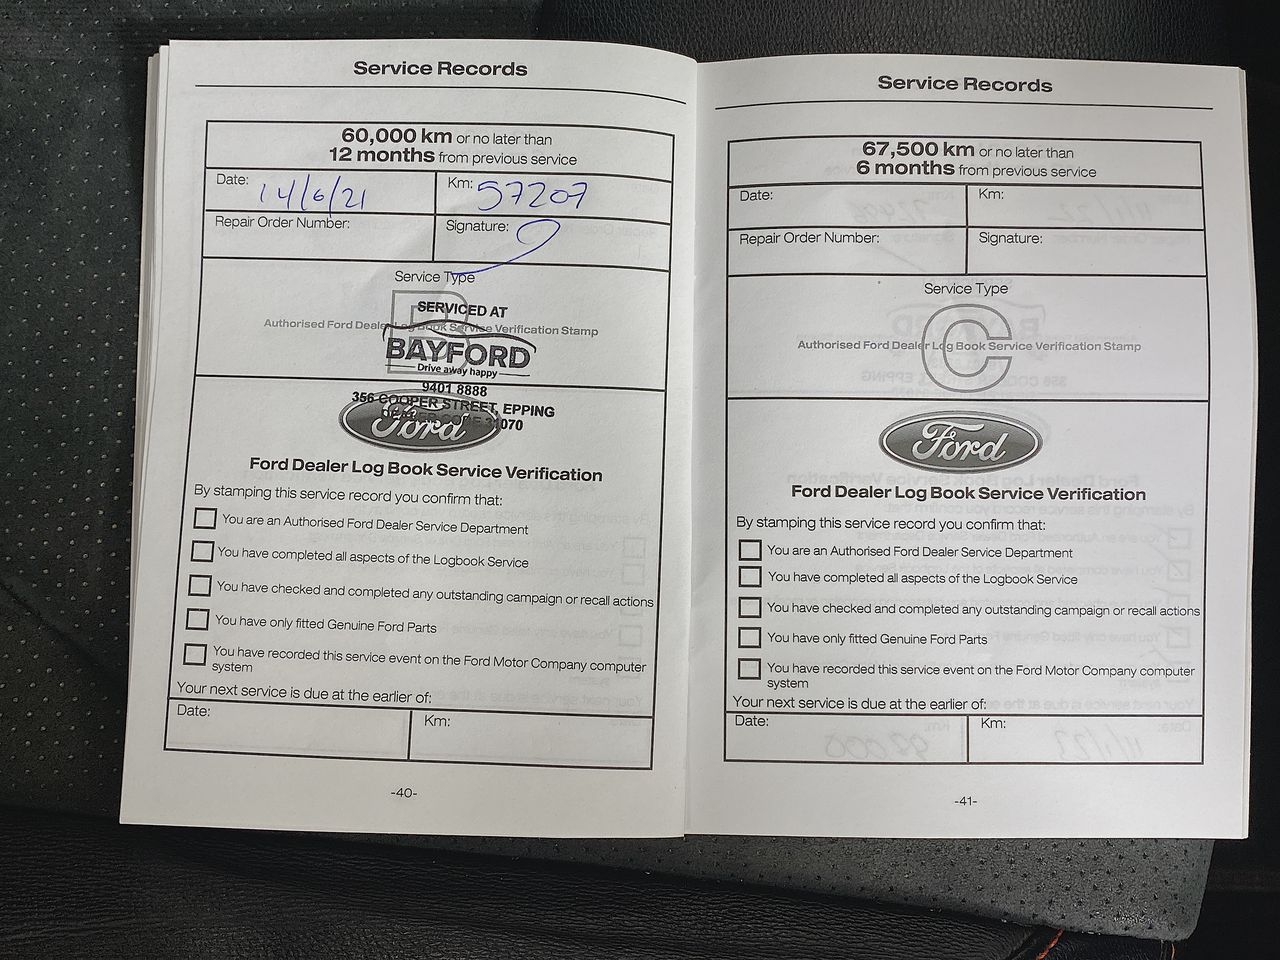 Service Records
60,000 km or no later than
12 months from previous service
Date: 14/6/21
Km: 57207
Repair Order Number:
Signature:
Service Type
B
SERVICED AT
Authorised Ford Dealer Log Book Service Verification Stamp
BAYFORD
Drive away happy
9401 8888
356 COOPER STREET, EPPING
DEALER CODE 31070
Ford
Ford Dealer Log Book Service Verification
By stamping this service record you confirm that:
You are an Authorised Ford Dealer Service Department
You have completed all aspects of the Logbook Service
You have checked and completed any outstanding campaign or recall actions
You have only fitted Genuine Ford Parts
You have recorded this service event on the Ford Motor Company computer
system
Your next service is due at the earlier of:
Date:
Km:
-40-
Service Records
67,500 km or no later than
6 months from previous service
Date:
Km:
Repair Order Number:
Signature:
Service Type
C
Authorised Ford Dealer Log Book Service Verification Stamp
Ford
Ford Dealer Log Book Service Verification
By stamping this service record you confirm that:
You are an Authorised Ford Dealer Service Department
You have completed all aspects of the Logbook Service
You have checked and completed any outstanding campaign or recall actions
You have only fitted Genuine Ford Parts
You have recorded this service event on the Ford Motor Company computer
system
Your next service is due at the earlier of:
Date:
Km:
-41-